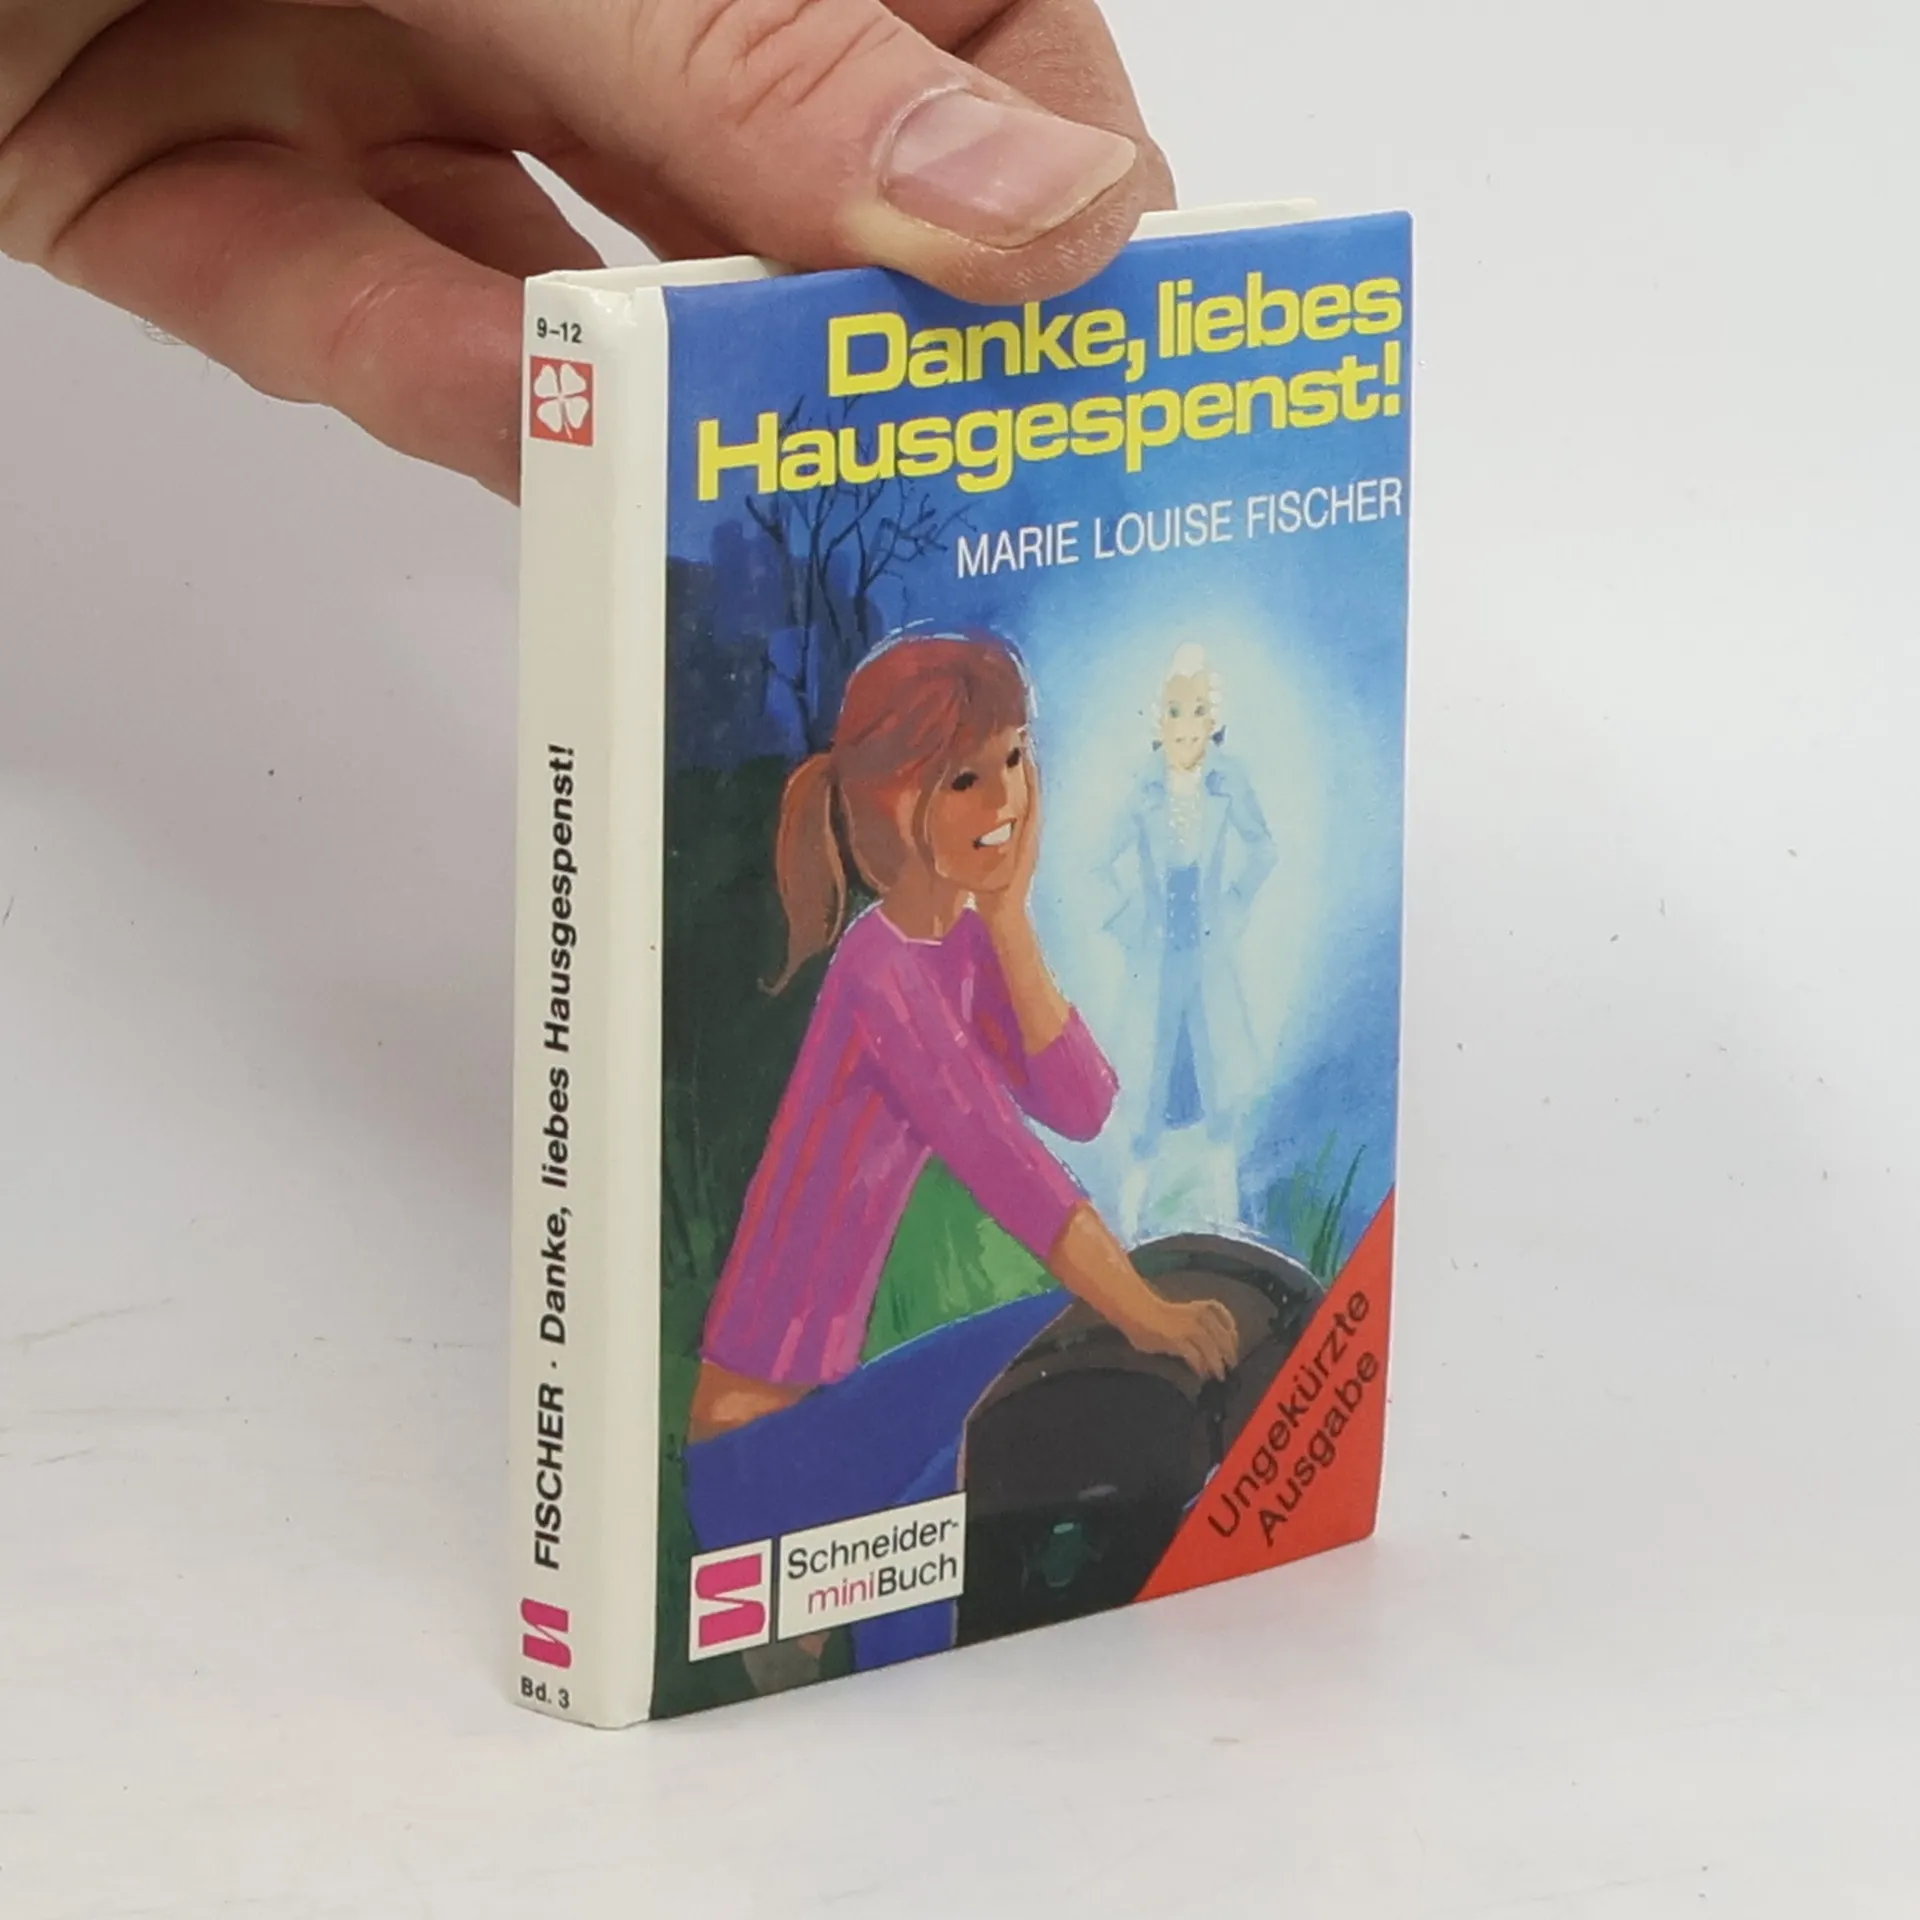 9–12
FISCHER · Danke, liebes Hausgespenst!
Bd. 3
Danke, liebes
Hausgespenst!
MARIE LOUISE FISCHER
Ungekürzte
Ausgabe
Schneider-
miniBuch